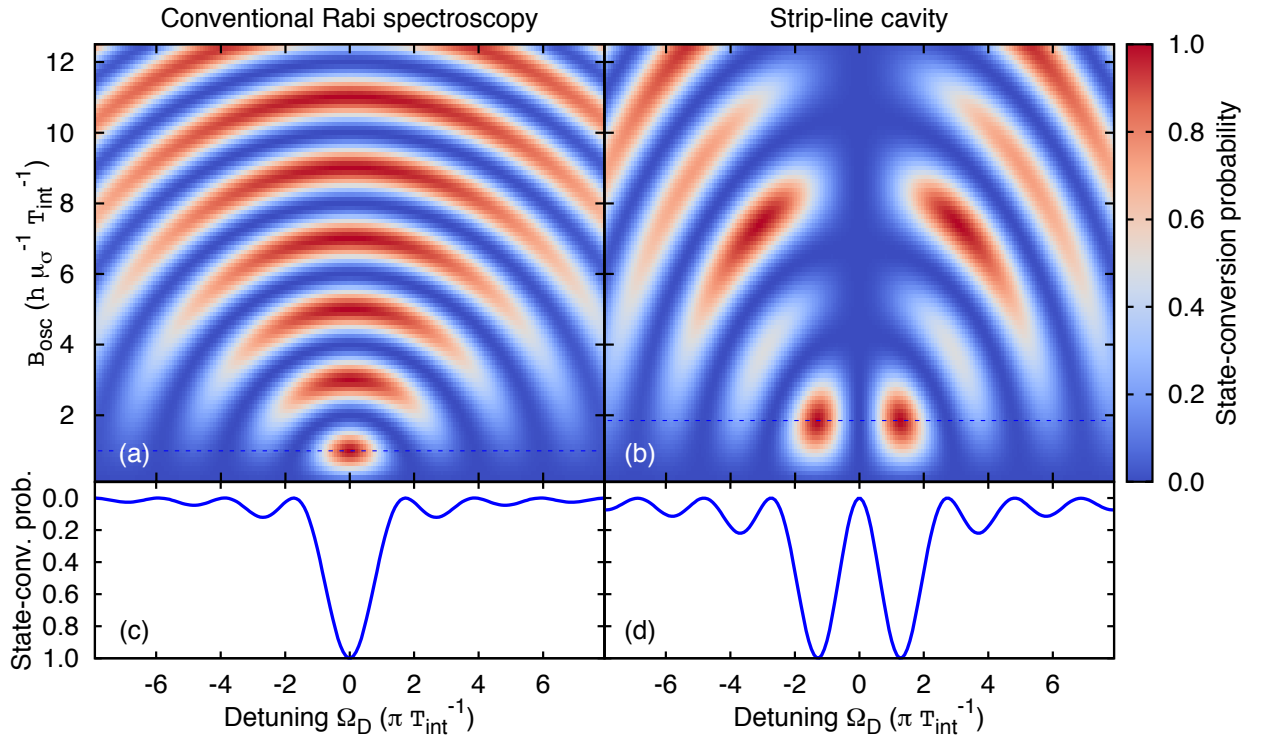 Conventional Rabi spectroscopy
Strip-line cavity
B_osc (h μ_σ^-1 T_int^-1)
12
10
8
6
4
2
(a)
(b)
1.0
0.8
0.6
0.4
0.2
0.0
State-conversion probability
State-conv. prob.
0.0
0.2
0.4
0.6
0.8
1.0
(c)
(d)
-6 -4 -2 0 2 4 6
-6 -4 -2 0 2 4 6
Detuning Ω_D (π T_int^-1)
Detuning Ω_D (π T_int^-1)